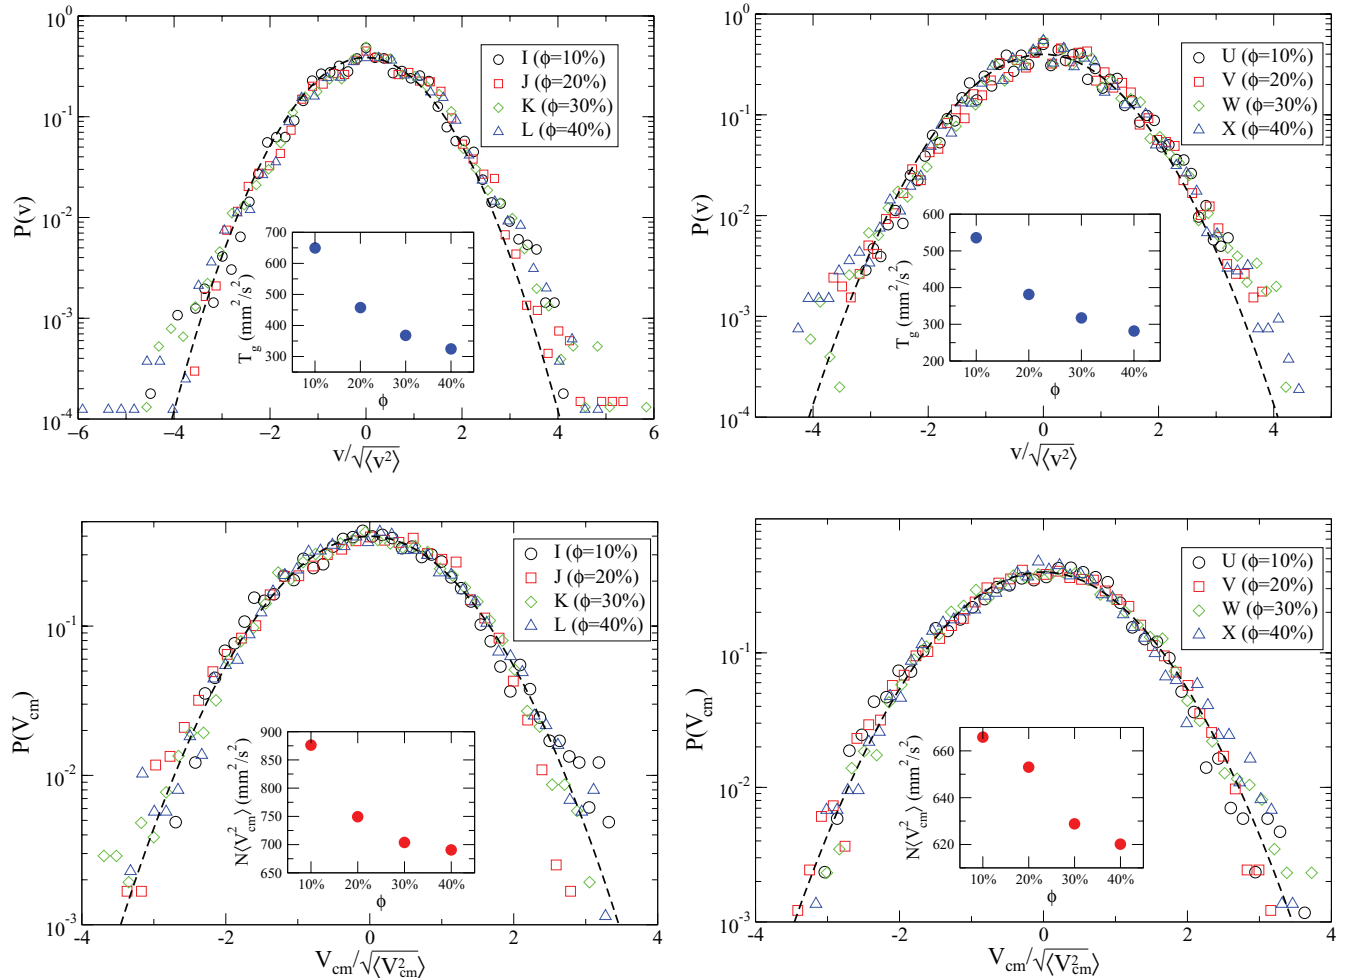 10^0
10^-1
10^-2
10^-3
10^-4
P(v)
I (ϕ=10%)
J (ϕ=20%)
K (ϕ=30%)
L (ϕ=40%)
700
600
500
400
300
T_g (mm^2/s^2)
10% 20% 30% 40%
ϕ
-6 -4 -2 0 2 4 6
v/√⟨v^2⟩
10^0
10^-1
10^-2
10^-3
10^-4
P(v)
U (ϕ=10%)
V (ϕ=20%)
W (ϕ=30%)
X (ϕ=40%)
600
500
400
300
200
T_g (mm^2/s^2)
10% 20% 30% 40%
ϕ
-4 -2 0 2 4
v/√⟨v^2⟩
10^-1
10^-2
10^-3
P(V_cm)
I (ϕ=10%)
J (ϕ=20%)
K (ϕ=30%)
L (ϕ=40%)
900
850
800
750
700
650
N⟨V_cm^2⟩ (mm^2/s^2)
10% 20% 30% 40%
ϕ
-4 -2 0 2 4
V_cm/√⟨V_cm^2⟩
10^0
10^-1
10^-2
10^-3
P(V_cm)
U (ϕ=10%)
V (ϕ=20%)
W (ϕ=30%)
X (ϕ=40%)
660
640
620
N⟨V_cm^2⟩ (mm^2/s^2)
10% 20% 30% 40%
ϕ
-4 -2 0 2 4
V_cm/√⟨V_cm^2⟩